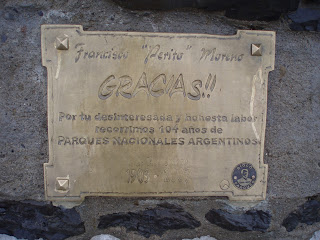 Francisco "Perito" Moreno
GRACIAS!!
Por tu desinteresada y honesta labor
recorrimos 104 años de
PARQUES NACIONALES ARGENTINOS